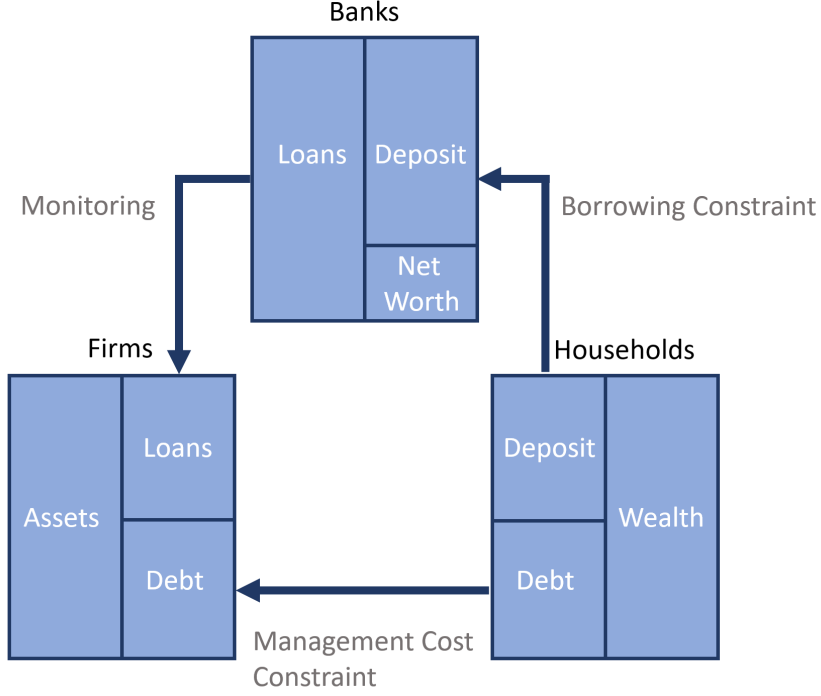 Banks
Loans
Deposit
Net
Worth
Monitoring
Borrowing Constraint
Firms
Households
Assets
Loans
Debt
Deposit
Debt
Wealth
Management Cost
Constraint